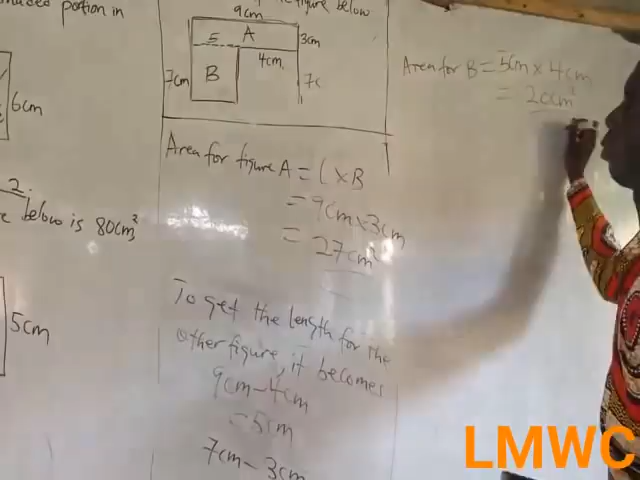 portion in
6cm
2.
below is 80cm²
5cm
figure below
9cm
5 A 3cm
4cm
7cm B 7c
Area for figure A = L x B
= 9cm x 3cm
= 27cm²
To get the length for the
other figure, it becomes
9cm - 4cm
= 5cm
7cm - 3cm
Area for B = 5cm x 4cm
= 20cm²
LMWC